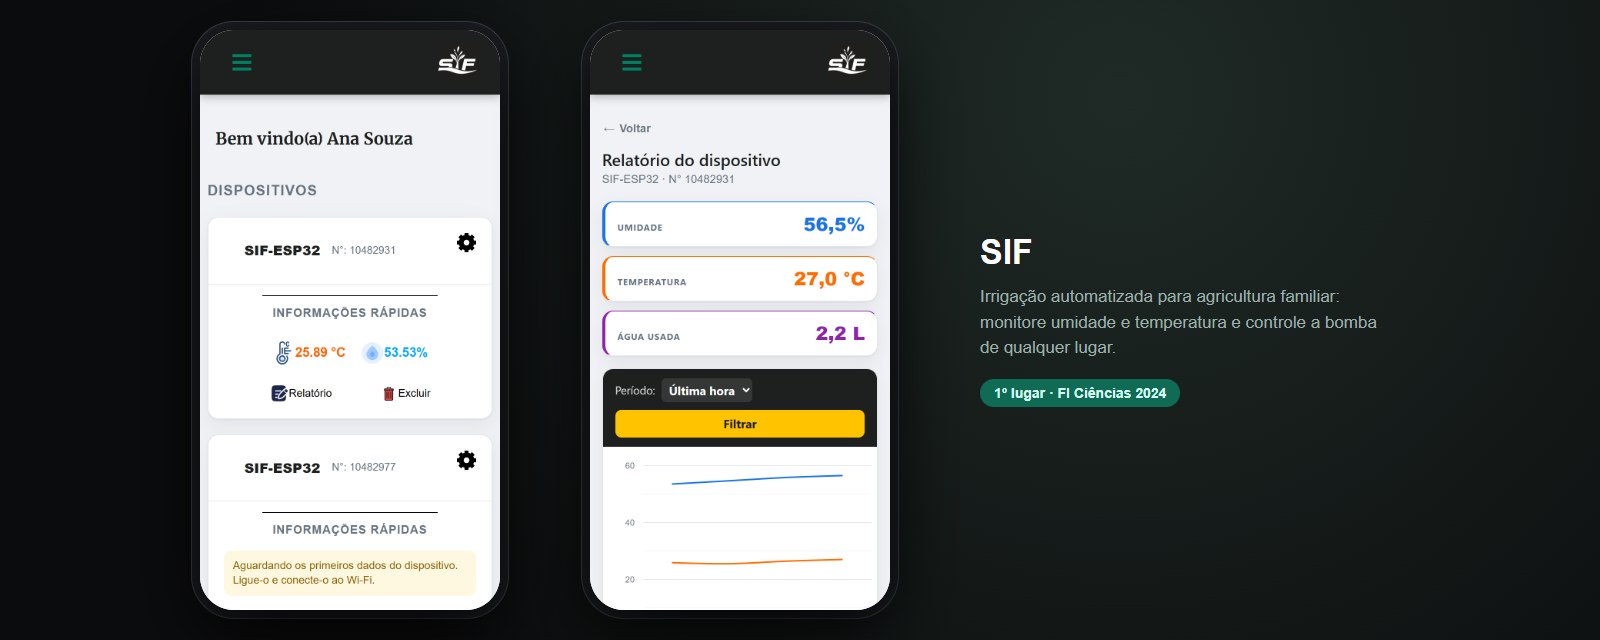 SIF
Bem vindo(a) Ana Souza
DISPOSITIVOS
SIF-ESP32 N°: 10482931
INFORMAÇÕES RÁPIDAS
25.89 °C 53.53%
Relatório Excluir
SIF-ESP32 N°: 10482977
INFORMAÇÕES RÁPIDAS
Aguardando os primeiros dados do dispositivo.
Ligue-o e conecte-o ao Wi-Fi.
SIF
← Voltar
Relatório do dispositivo
SIF-ESP32 · N° 10482931
UMIDADE 56,5%
TEMPERATURA 27,0 °C
ÁGUA USADA 2,2 L
Período: Última hora
Filtrar
60
40
20
SIF
Irrigação automatizada para agricultura familiar:
monitore umidade e temperatura e controle a bomba
de qualquer lugar.
1º lugar · FI Ciências 2024